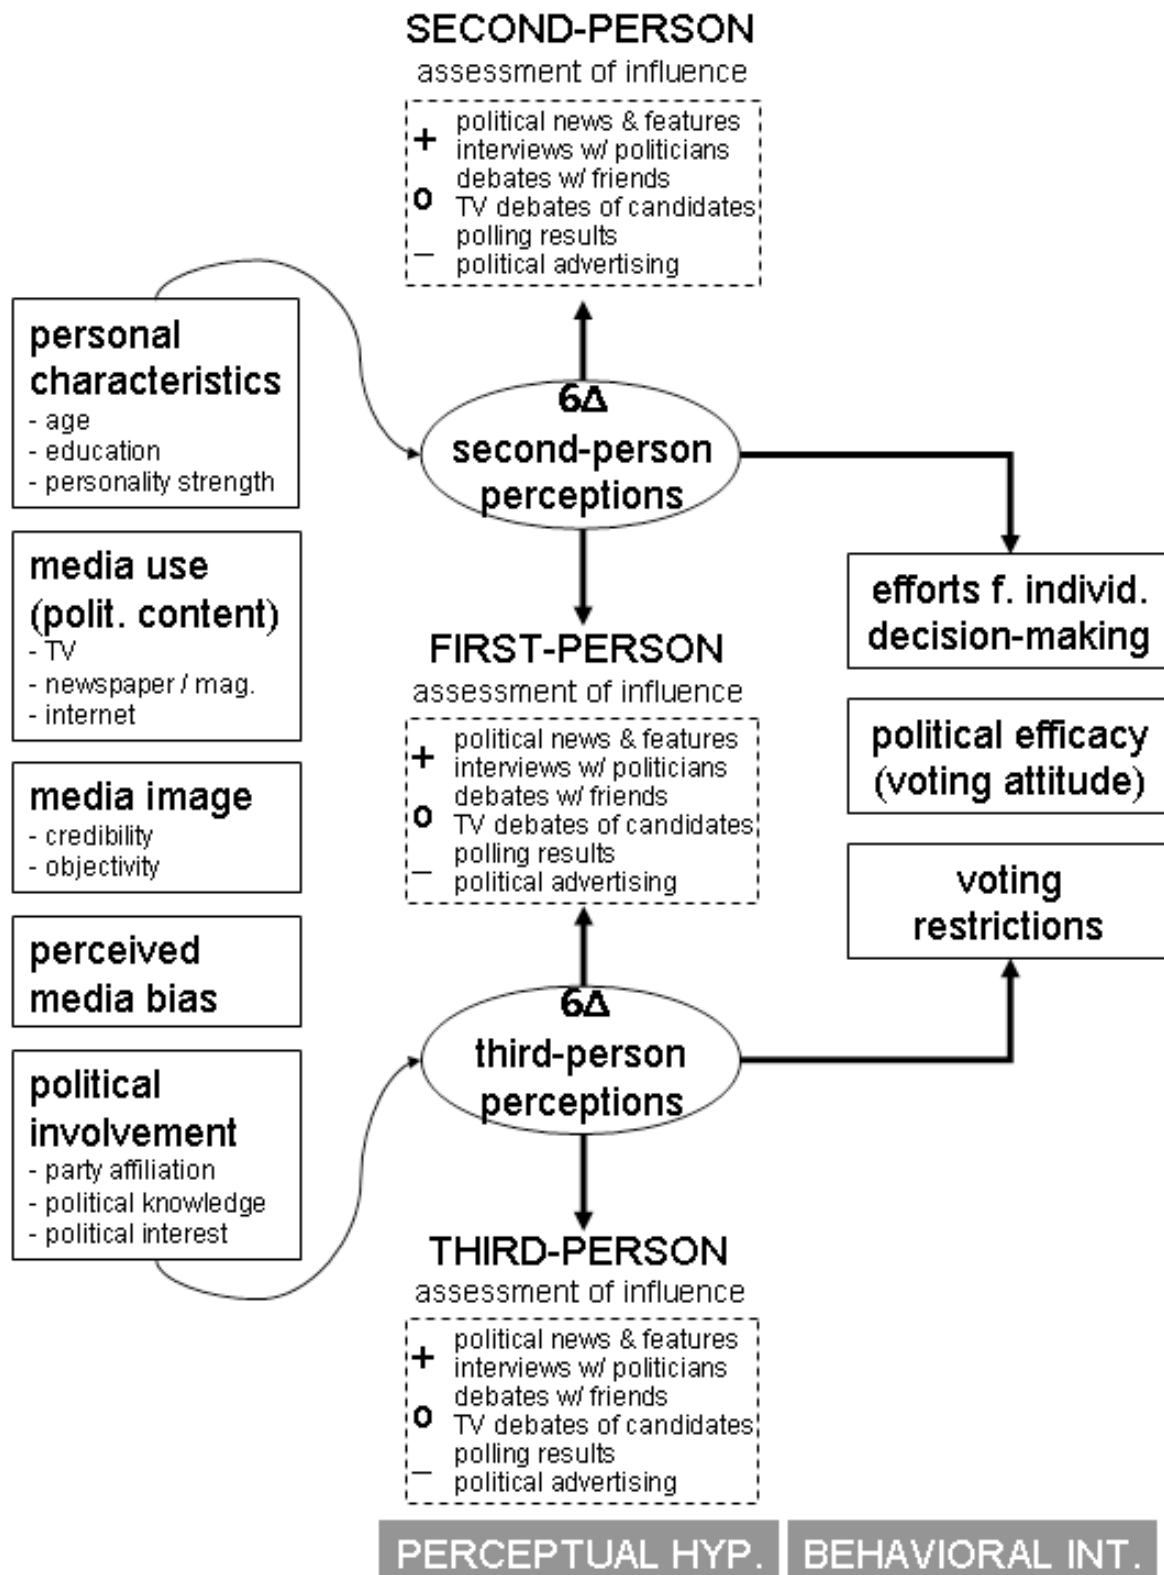 SECOND-PERSON
assessment of influence
+
o
–
political news & features
interviews w/ politicians
debates w/ friends
TV debates of candidates
polling results
political advertising
personal
characteristics
- age
- education
- personality strength
media use
(polit. content)
- TV
- newspaper / mag.
- internet
media image
- credibility
- objectivity
perceived
media bias
political
involvement
- party affiliation
- political knowledge
- political interest
6Δ
second-person
perceptions
FIRST-PERSON
assessment of influence
+
o
–
political news & features
interviews w/ politicians
debates w/ friends
TV debates of candidates
polling results
political advertising
6Δ
third-person
perceptions
THIRD-PERSON
assessment of influence
+
o
–
political news & features
interviews w/ politicians
debates w/ friends
TV debates of candidates
polling results
political advertising
efforts f. individ.
decision-making
political efficacy
(voting attitude)
voting
restrictions
PERCEPTUAL HYP.
BEHAVIORAL INT.